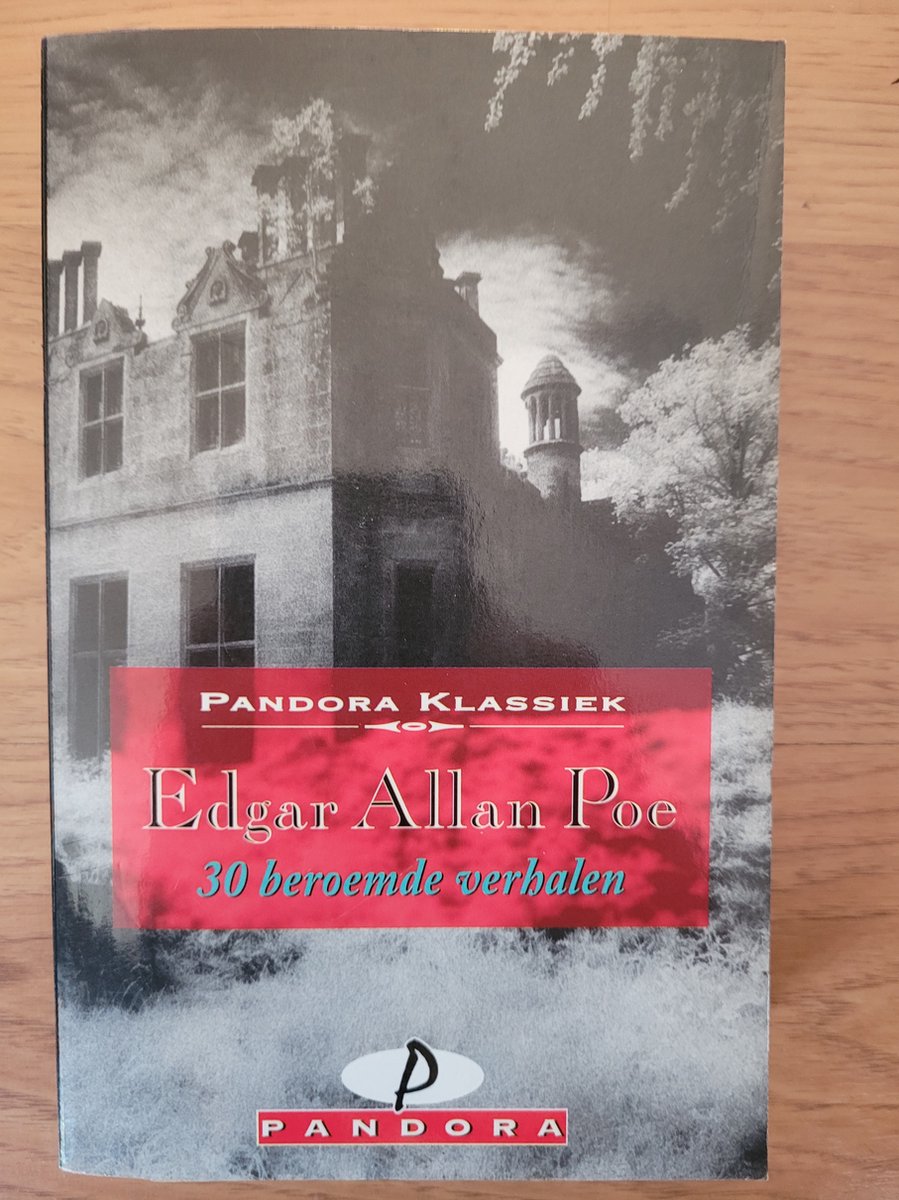 PANDORA KLASSIEK
Edgar Allan Poe
30 beroemde verhalen
P
PANDORA